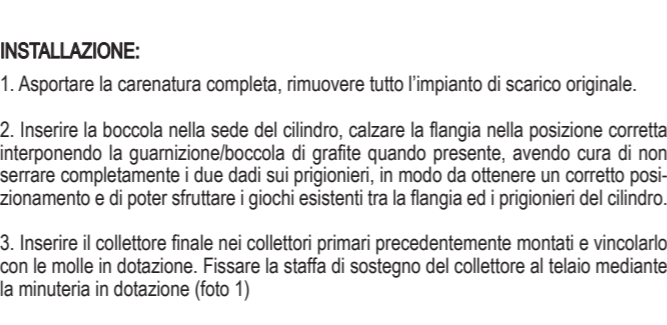 INSTALLAZIONE:
1. Asportare la carenatura completa, rimuovere tutto l'impianto di scarico originale.
2. Inserire la boccola nella sede del cilindro, calzare la flangia nella posizione corretta
interponendo la guarnizione/boccola di grafite quando presente, avendo cura di non
serrare completamente i due dadi sui prigionieri, in modo da ottenere un corretto posi-
zionamento e di poter sfruttare i giochi esistenti tra la flangia ed i prigionieri del cilindro.
3. Inserire il collettore finale nei collettori primari precedentemente montati e vincolarlo
con le molle in dotazione. Fissare la staffa di sostegno del collettore al telaio mediante
la minuteria in dotazione (foto 1)